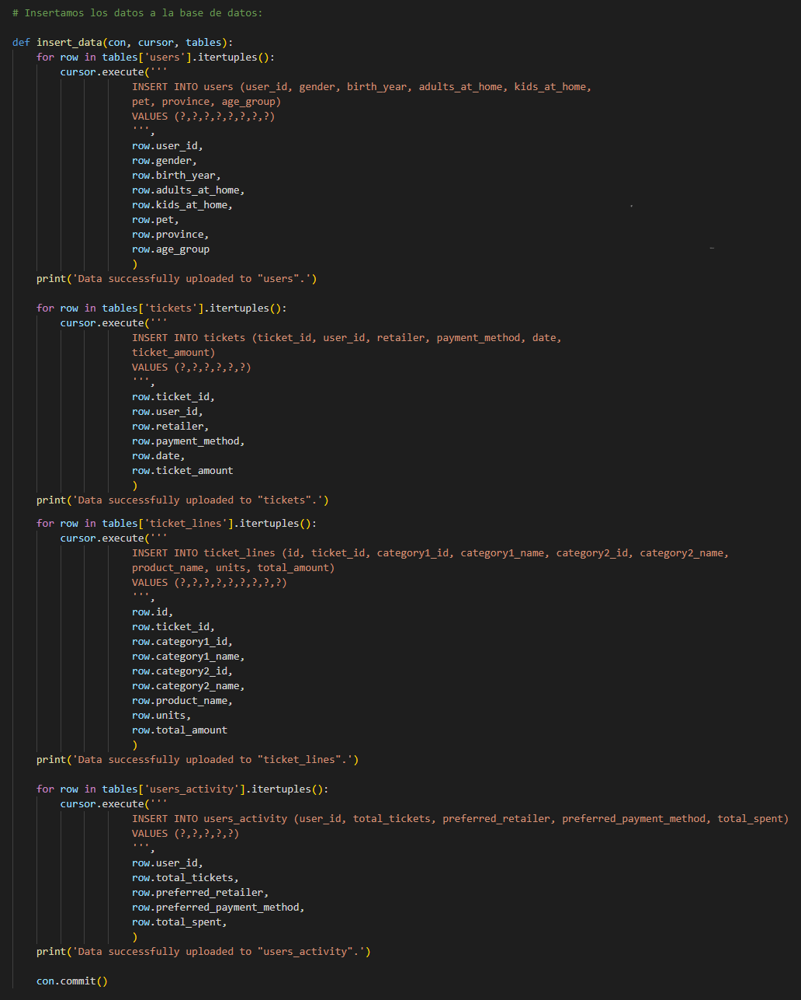 # Insertamos los datos a la base de datos:
def insert_data(con, cursor, tables):
    for row in tables['users'].itertuples():
        cursor.execute('''
                    INSERT INTO users (user_id, gender, birth_year, adults_at_home, kids_at_home,
                    pet, province, age_group)
                    VALUES (?,?,?,?,?,?,?,?)
                    ''',
                    row.user_id,
                    row.gender,
                    row.birth_year,
                    row.adults_at_home,
                    row.kids_at_home,
                    row.pet,
                    row.province,
                    row.age_group
                    )
    print('Data successfully uploaded to "users".')
    for row in tables['tickets'].itertuples():
        cursor.execute('''
                    INSERT INTO tickets (ticket_id, user_id, retailer, payment_method, date,
                    ticket_amount)
                    VALUES (?,?,?,?,?,?)
                    ''',
                    row.ticket_id,
                    row.user_id,
                    row.retailer,
                    row.payment_method,
                    row.date,
                    row.ticket_amount
                    )
    print('Data successfully uploaded to "tickets".')
    for row in tables['ticket_lines'].itertuples():
        cursor.execute('''
                    INSERT INTO ticket_lines (id, ticket_id, category1_id, category1_name, category2_id, category2_name,
                    product_name, units, total_amount)
                    VALUES (?,?,?,?,?,?,?,?,?)
                    ''',
                    row.id,
                    row.ticket_id,
                    row.category1_id,
                    row.category1_name,
                    row.category2_id,
                    row.category2_name,
                    row.product_name,
                    row.units,
                    row.total_amount
                    )
    print('Data successfully uploaded to "ticket_lines".')
    for row in tables['users_activity'].itertuples():
        cursor.execute('''
                    INSERT INTO users_activity (user_id, total_tickets, preferred_retailer, preferred_payment_method, total_spent)
                    VALUES (?,?,?,?,?)
                    ''',
                    row.user_id,
                    row.total_tickets,
                    row.preferred_retailer,
                    row.preferred_payment_method,
                    row.total_spent,
                    )
    print('Data successfully uploaded to "users_activity".')
    con.commit()